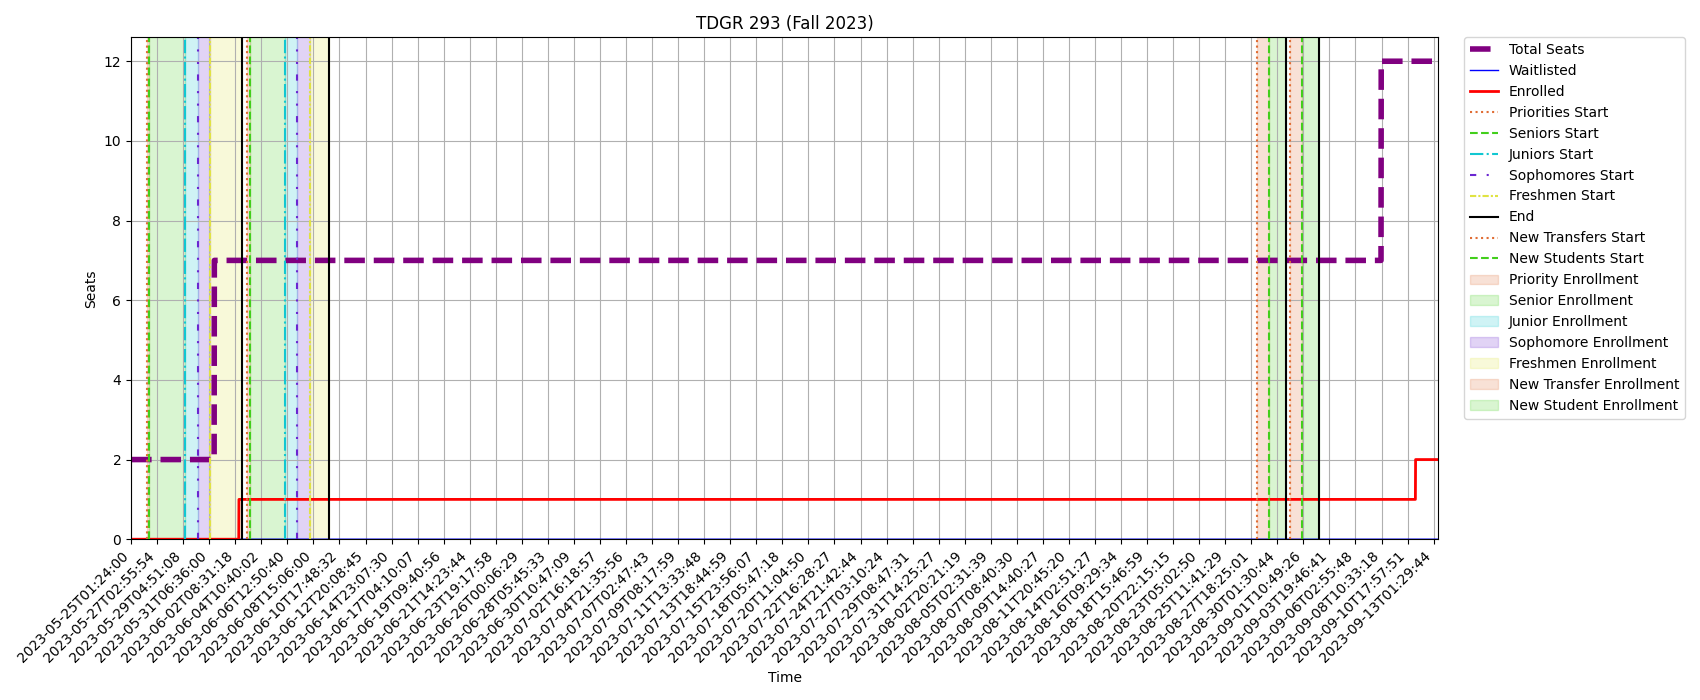 TDGR 293 (Fall 2023)
Seats
12
10
8
6
4
2
0
2023-05-25T01:24:00
2023-05-27T02:55:54
2023-05-29T04:51:08
2023-05-31T06:36:00
2023-06-02T08:31:18
2023-06-04T10:40:02
2023-06-06T12:50:40
2023-06-08T15:06:00
2023-06-10T17:48:32
2023-06-12T20:08:45
2023-06-14T23:07:30
2023-06-17T04:10:07
2023-06-19T09:40:56
2023-06-21T14:23:44
2023-06-23T19:17:58
2023-06-26T00:06:29
2023-06-28T05:45:33
2023-06-30T10:47:09
2023-07-02T16:18:57
2023-07-04T21:35:56
2023-07-07T02:47:43
2023-07-09T08:17:59
2023-07-11T13:33:48
2023-07-13T18:44:59
2023-07-15T23:56:07
2023-07-18T05:47:18
2023-07-20T11:04:50
2023-07-22T16:28:27
2023-07-24T21:42:44
2023-07-27T03:10:24
2023-07-29T08:47:31
2023-07-31T14:25:27
2023-08-02T20:21:19
2023-08-05T02:31:39
2023-08-07T08:40:30
2023-08-09T14:40:27
2023-08-11T20:45:20
2023-08-14T02:51:27
2023-08-16T09:29:34
2023-08-18T15:46:59
2023-08-20T22:15:15
2023-08-23T05:02:50
2023-08-25T11:41:29
2023-08-27T18:25:01
2023-08-30T01:30:44
2023-09-01T10:49:26
2023-09-03T19:46:41
2023-09-06T02:55:48
2023-09-08T10:33:18
2023-09-10T17:57:51
2023-09-13T01:29:44
Time
Total Seats
Waitlisted
Enrolled
Priorities Start
Seniors Start
Juniors Start
Sophomores Start
Freshmen Start
End
New Transfers Start
New Students Start
Priority Enrollment
Senior Enrollment
Junior Enrollment
Sophomore Enrollment
Freshmen Enrollment
New Transfer Enrollment
New Student Enrollment